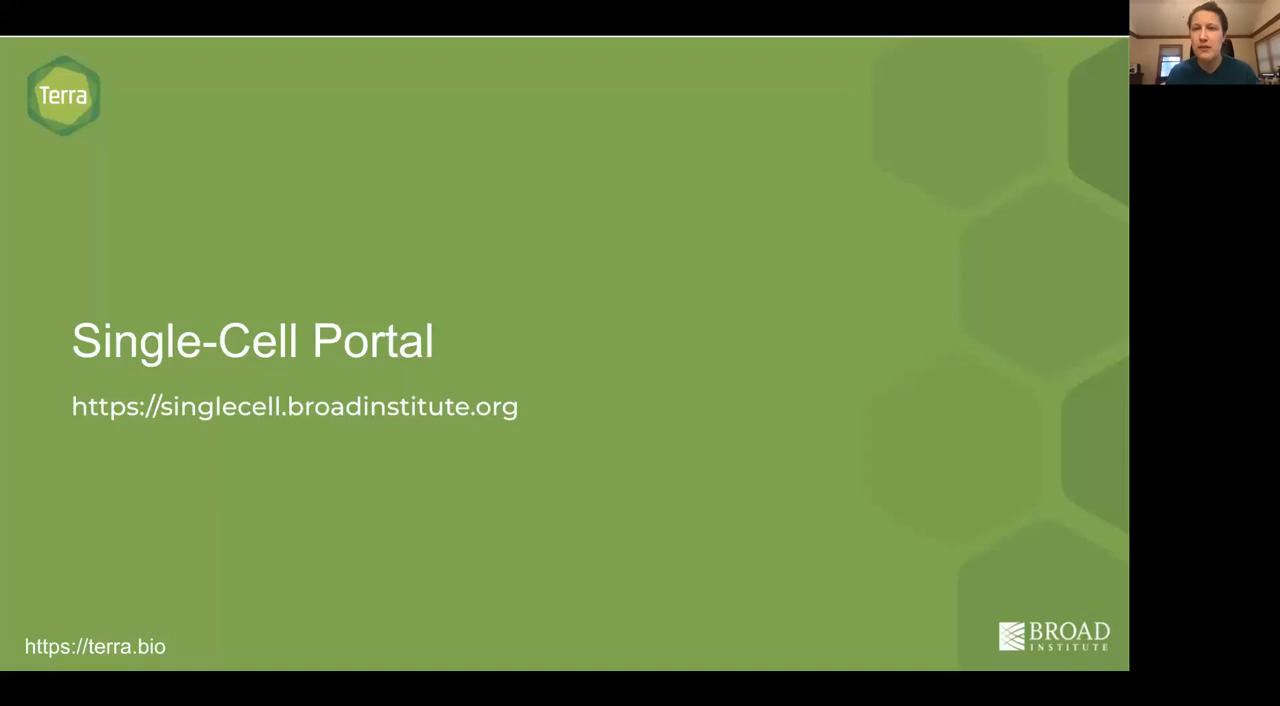 Terra
Single-Cell Portal
https://singlecell.broadinstitute.org
https://terra.bio
BROAD
INSTITUTE